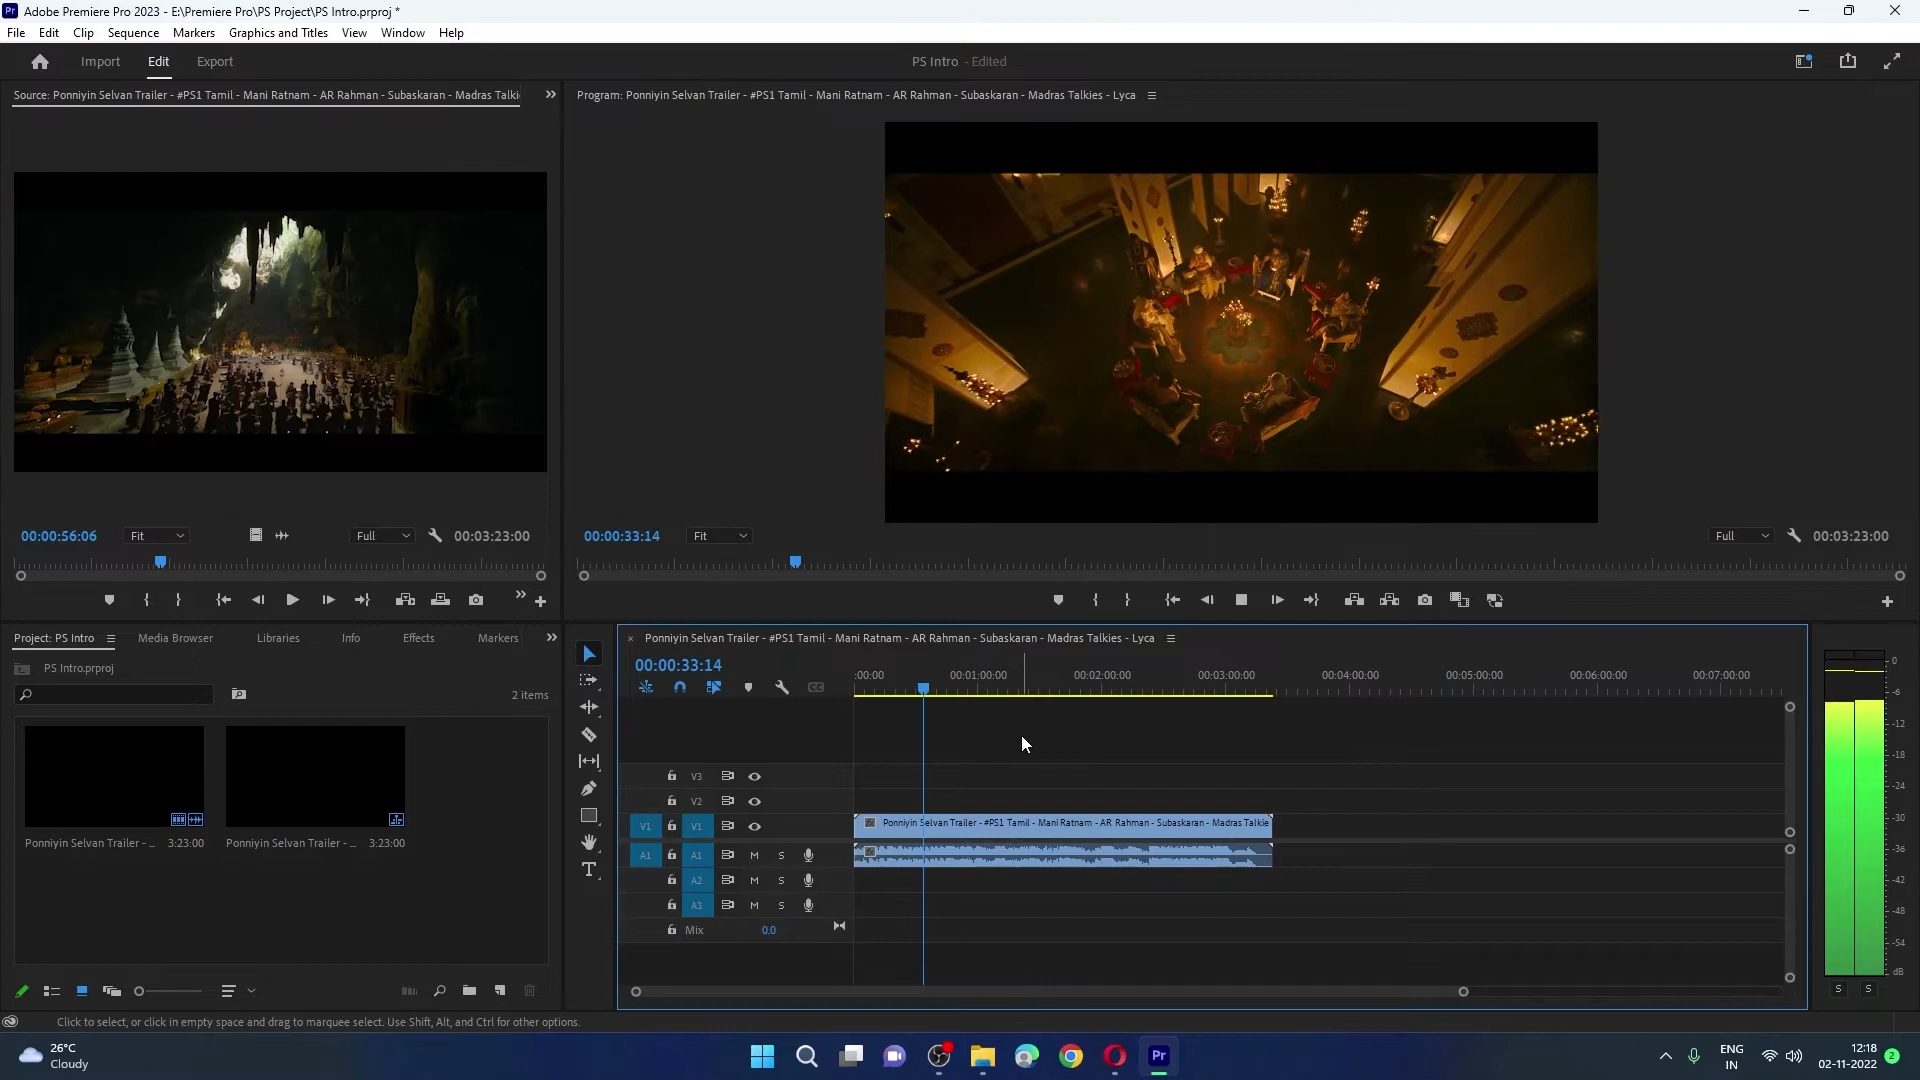 Adobe Premiere Pro 2023 - E:\Premiere Pro\PS Project\PS Intro.prproj *
File Edit Clip Sequence Markers Graphics and Titles View Window Help
Import Edit Export PS Intro - Edited
Source: Ponniyin Selvan Trailer - #PS1 Tamil - Mani Ratnam - AR Rahman - Subaskaran - Madras Talki
Program: Ponniyin Selvan Trailer - #PS1 Tamil - Mani Ratnam - AR Rahman - Subaskaran - Madras Talkies - Lyca
00:00:56:06 Fit Full 00:03:23:00
00:00:33:14 Fit Full 00:03:23:00
Project: PS Intro Media Browser Libraries Info Effects Markers
PS Intro.prproj
2 items
Ponniyin Selvan Trailer - ... 3:23:00
Ponniyin Selvan Trailer - ... 3:23:00
Ponniyin Selvan Trailer - #PS1 Tamil - Mani Ratnam - AR Rahman - Subaskaran - Madras Talkies - Lyca
00:00:33:14
:00:00 00:01:00:00 00:02:00:00 00:03:00:00 00:04:00:00 00:05:00:00 00:06:00:00 00:07:00:00
V3
V2
V1 V1 Ponniyin Selvan Trailer - #PS1 Tamil - Mani Ratnam - AR Rahman - Subaskaran - Madras Talkie
A1 A1 M S
A2 M S
A3 M S
Mix 0.0
0
-6
-12
-18
-24
-30
-36
-42
-48
-54
dB
S S
Click to select, or click in empty space and drag to marquee select. Use Shift, Alt, and Ctrl for other options.
26°C
Cloudy
Pr
ENG
IN
12:18
02-11-2022
2